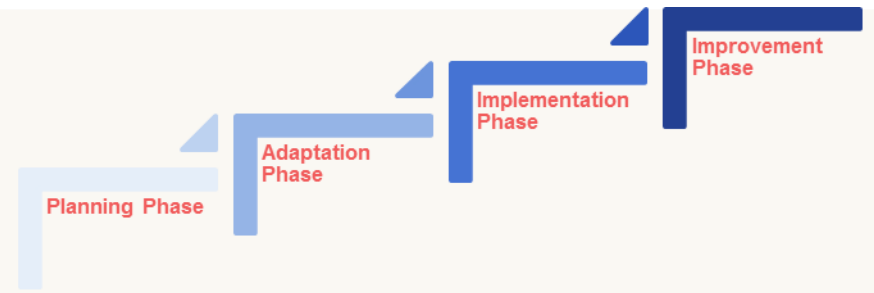 Planning Phase
Adaptation
Phase
Implementation
Phase
Improvement
Phase